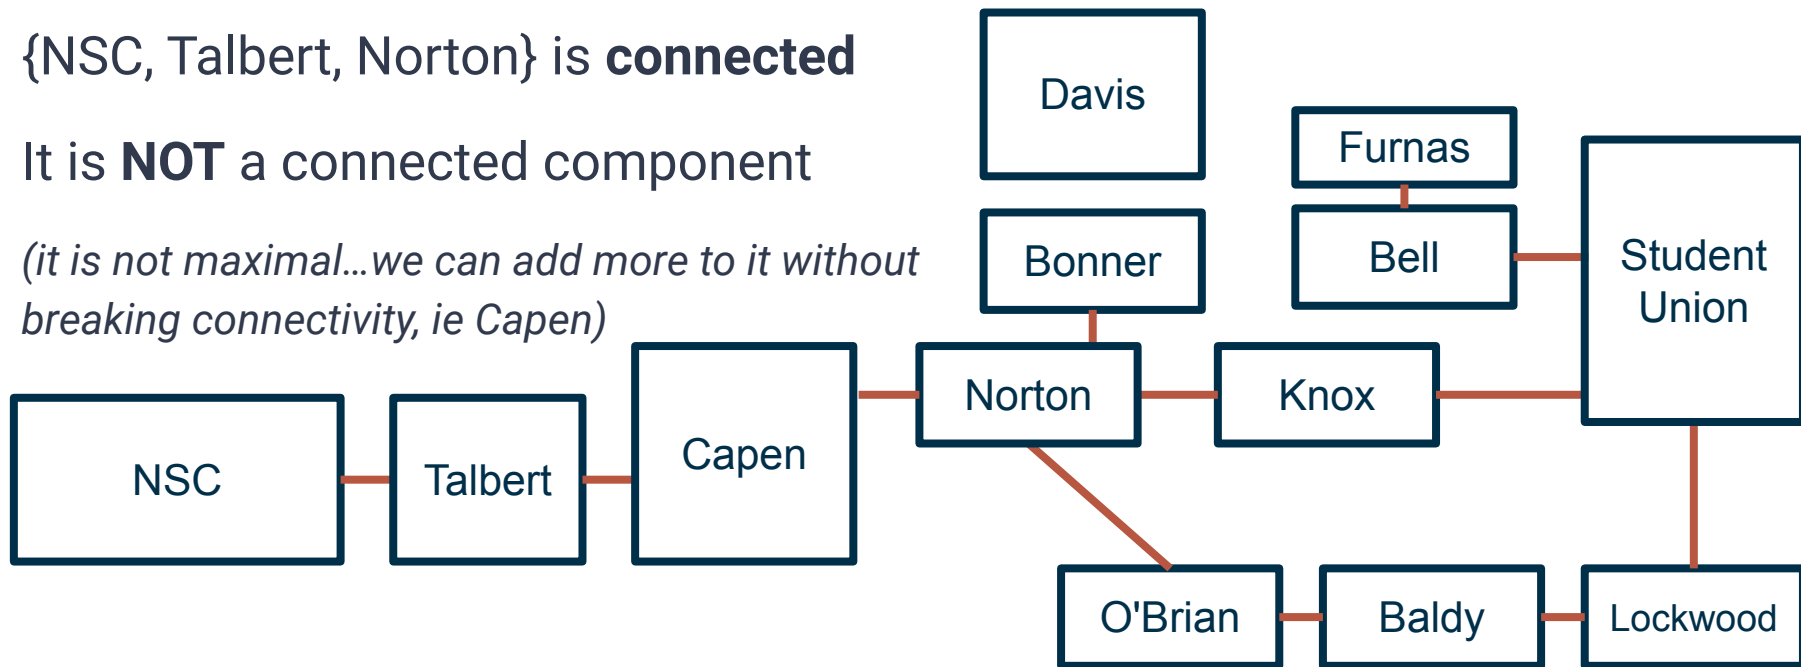 {NSC, Talbert, Norton} is connected
It is NOT a connected component
(it is not maximal…we can add more to it without
breaking connectivity, ie Capen)
Davis
Furnas
Bonner
Bell
Student
Union
Norton
Knox
Capen
NSC
Talbert
O'Brian
Baldy
Lockwood